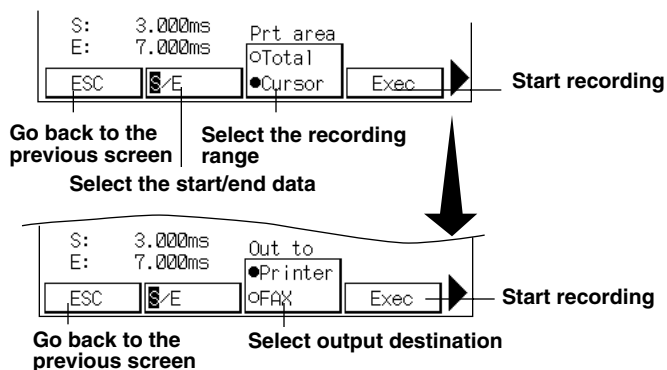 S: 3.000ms
E: 7.000ms
Prt area
○Total
●Cursor
ESC
S/E
Exec
Start recording
Go back to the
previous screen
Select the recording
range
Select the start/end data
S: 3.000ms
E: 7.000ms
Out to
●Printer
○FAX
ESC
S/E
Exec
Start recording
Go back to the
previous screen
Select output destination